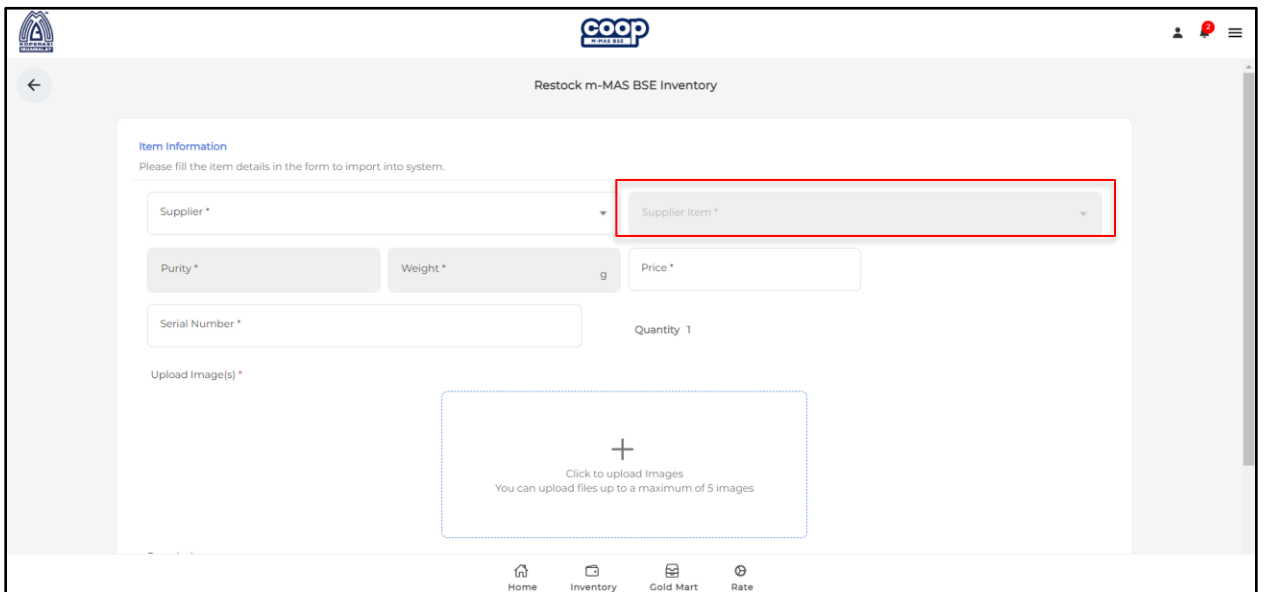 KOPERASI
MUAMALAT
coop
M-MAS BSE
2
Restock m-MAS BSE Inventory
Item Information
Please fill the item details in the form to import into system.
Supplier *
Supplier Item *
Purity *
Weight *
g
Price *
Serial Number *
Quantity 1
Upload Image(s) *
Click to upload Images
You can upload files up to a maximum of 5 images
Home
Inventory
Gold Mart
Rate